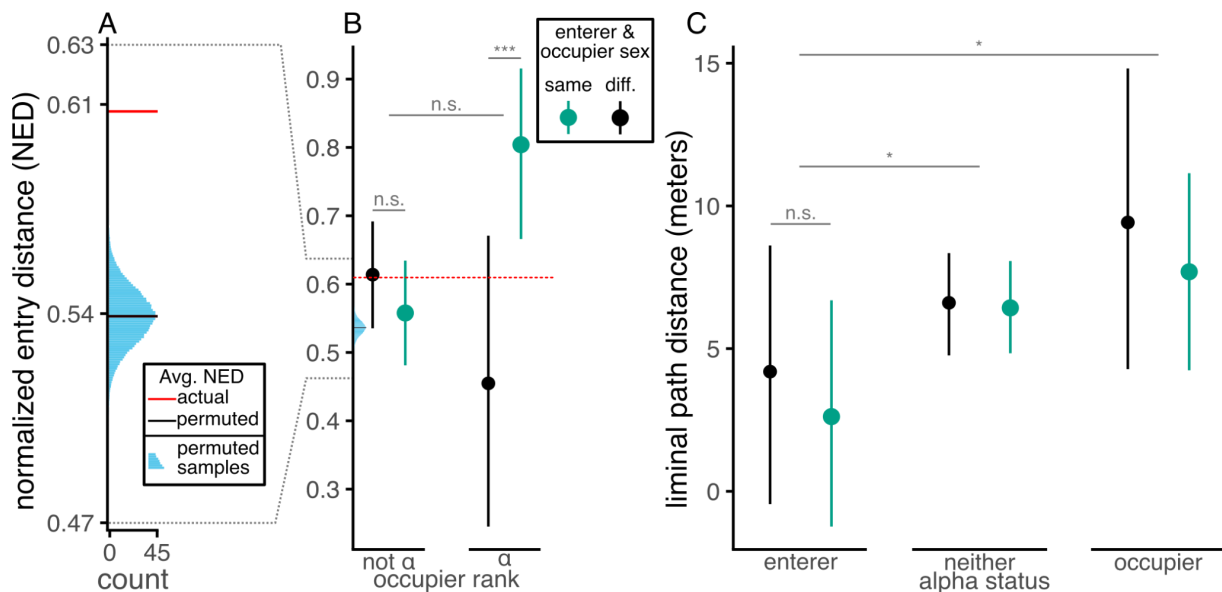 A
normalized entry distance (NED)
0.63
0.61
0.54
0.47
0
45
count
Avg. NED
actual
permuted
permuted
samples
B
0.9
0.8
0.7
0.6
0.5
0.4
0.3
n.s.
n.s.
***
not α
α
occupier rank
enterer &
occupier sex
same
diff.
C
liminal path distance (meters)
15
10
5
0
*
*
n.s.
enterer
neither
occupier
alpha status